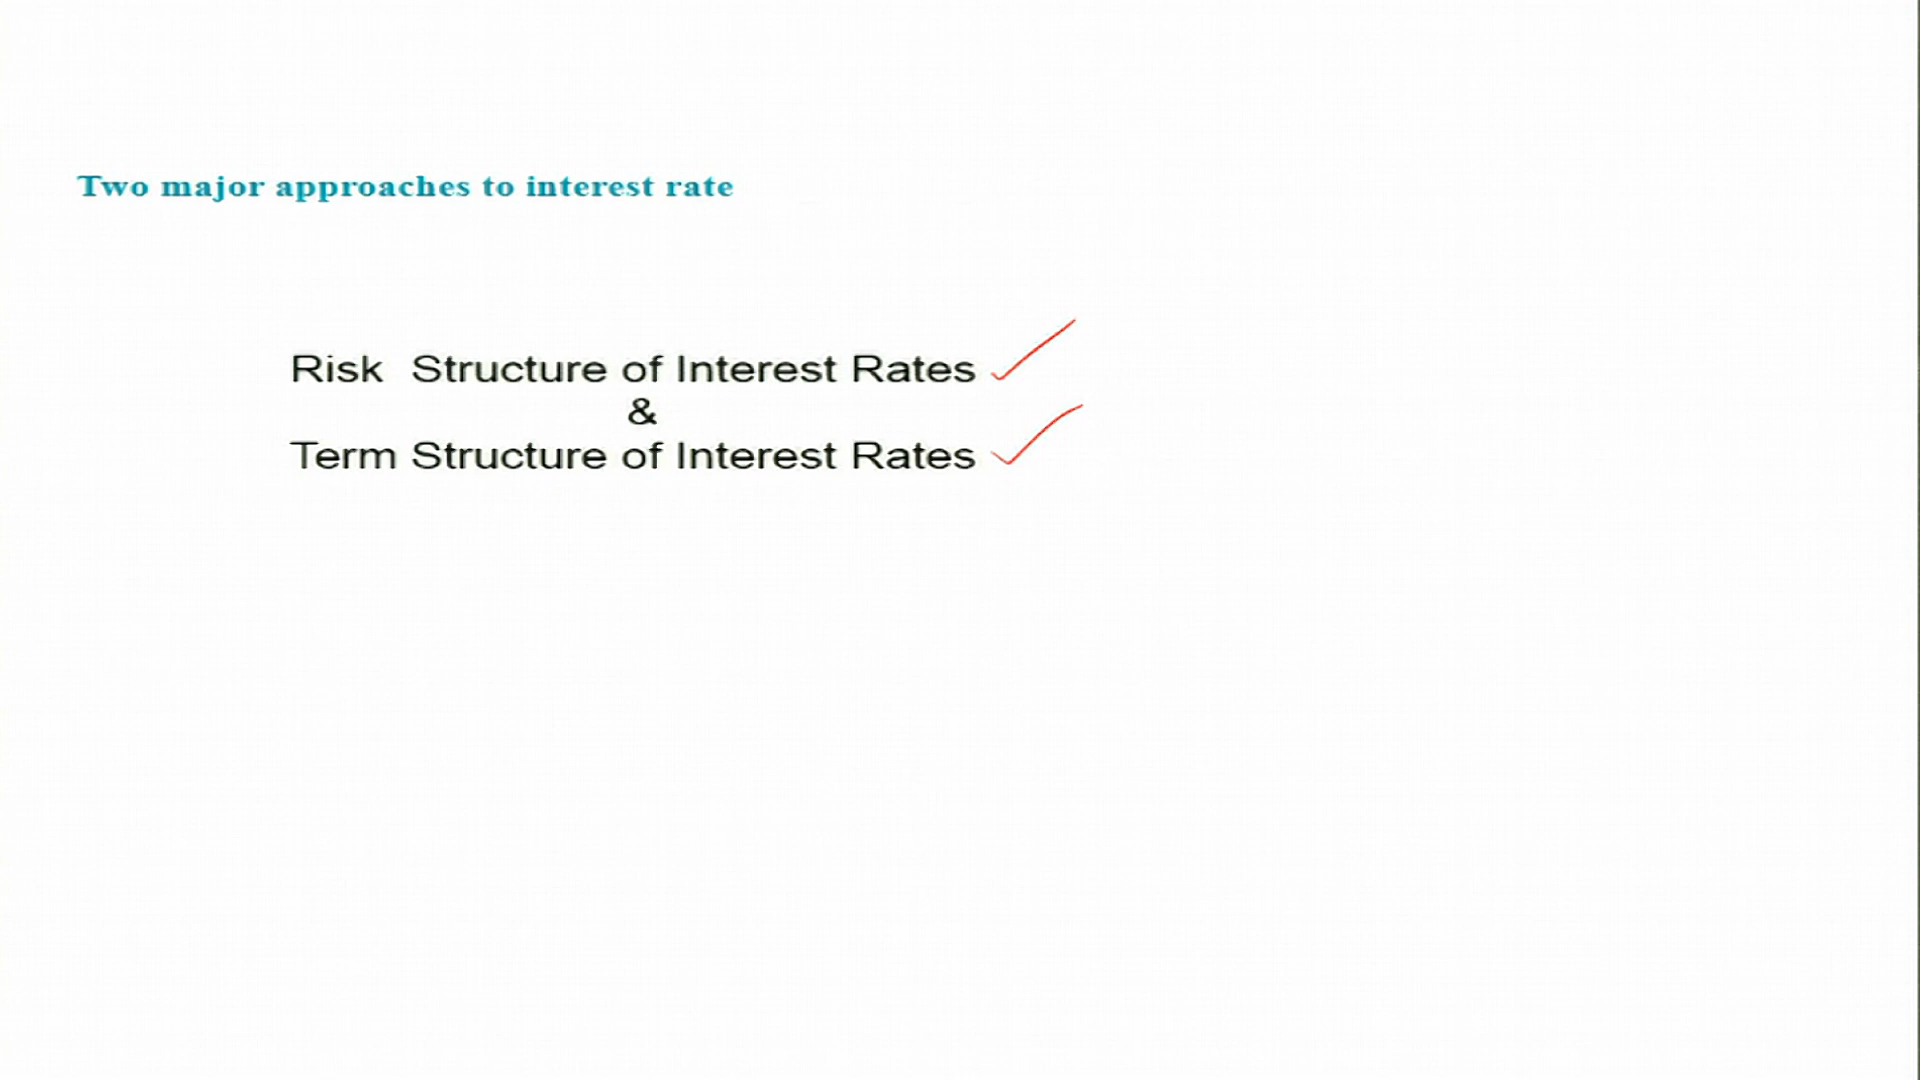 Two major approaches to interest rate
Risk Structure of Interest Rates
&
Term Structure of Interest Rates